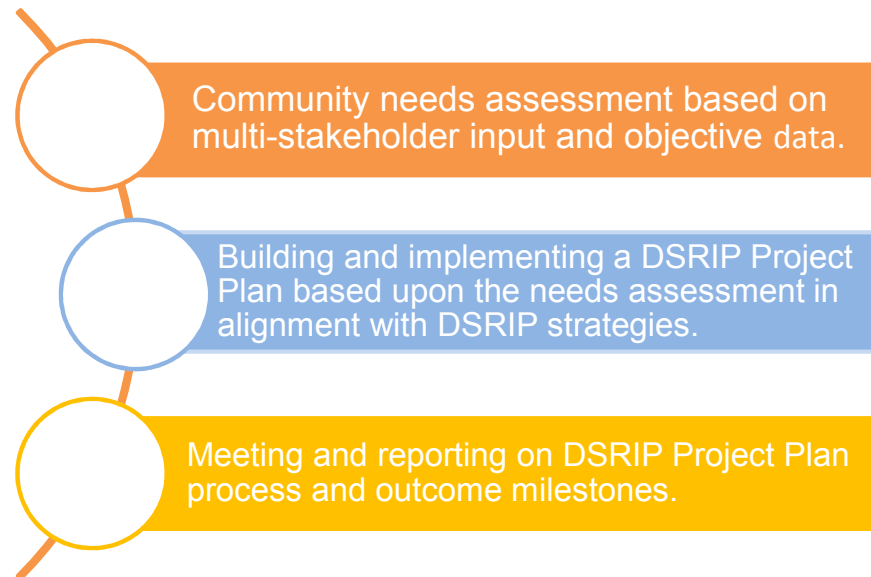 Community needs assessment based on
multi-stakeholder input and objective data.
Building and implementing a DSRIP Project
Plan based upon the needs assessment in
alignment with DSRIP strategies.
Meeting and reporting on DSRIP Project Plan
process and outcome milestones.